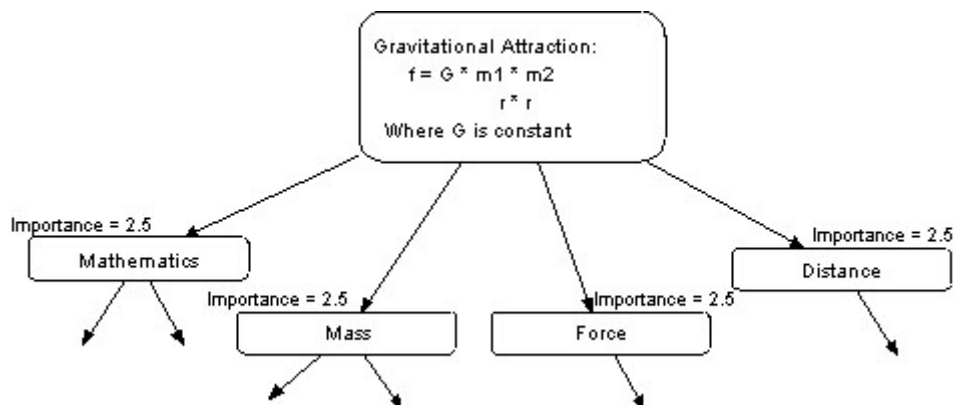 Gravitational Attraction:
f = G * m1 * m2
r * r
Where G is constant
Importance = 2.5
Mathematics
Importance = 2.5
Distance
Importance = 2.5
Mass
Importance = 2.5
Force